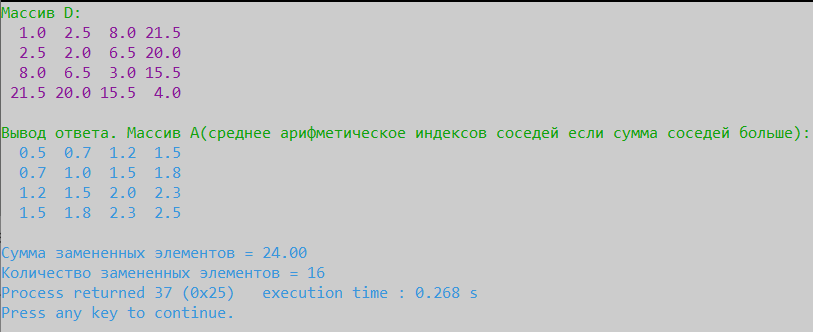 Массив D:
1.0 2.5 8.0 21.5
2.5 2.0 6.5 20.0
8.0 6.5 3.0 15.5
21.5 20.0 15.5 4.0
Вывод ответа. Массив A(среднее арифметическое индексов соседей если сумма соседей больше):
0.5 0.7 1.2 1.5
0.7 1.0 1.5 1.8
1.2 1.5 2.0 2.3
1.5 1.8 2.3 2.5
Сумма замененных элементов = 24.00
Количество замененных элементов = 16
Process returned 37 (0x25) execution time : 0.268 s
Press any key to continue.